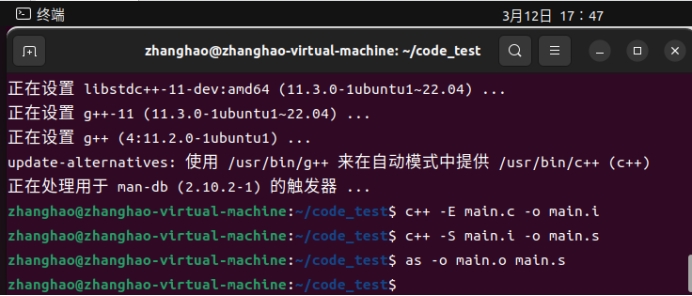 终端
3月12日 17：47
zhanghao@zhanghao-virtual-machine: ~/code_test
正在设置 libstdc++-11-dev:amd64 (11.3.0-1ubuntu1~22.04) ...
正在设置 g++-11 (11.3.0-1ubuntu1~22.04) ...
正在设置 g++ (4:11.2.0-1ubuntu1) ...
update-alternatives: 使用 /usr/bin/g++ 来在自动模式中提供 /usr/bin/c++ (c++)
正在处理用于 man-db (2.10.2-1) 的触发器 ...
zhanghao@zhanghao-virtual-machine:~/code_test$ c++ -E main.c -o main.i
zhanghao@zhanghao-virtual-machine:~/code_test$ c++ -S main.i -o main.s
zhanghao@zhanghao-virtual-machine:~/code_test$ as -o main.o main.s
zhanghao@zhanghao-virtual-machine:~/code_test$